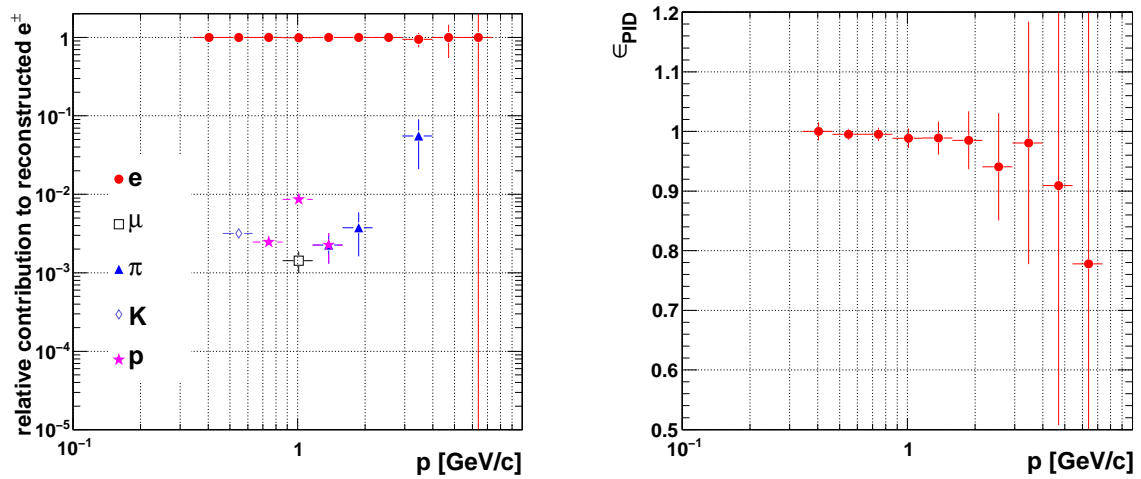 relative contribution to reconstructed e±
1
10⁻¹
10⁻²
10⁻³
10⁻⁴
10⁻⁵
e
μ
π
K
p
10⁻¹
1
p [GeV/c]
∈PID
1.2
1.1
1
0.9
0.8
0.7
0.6
0.5
10⁻¹
1
p [GeV/c]